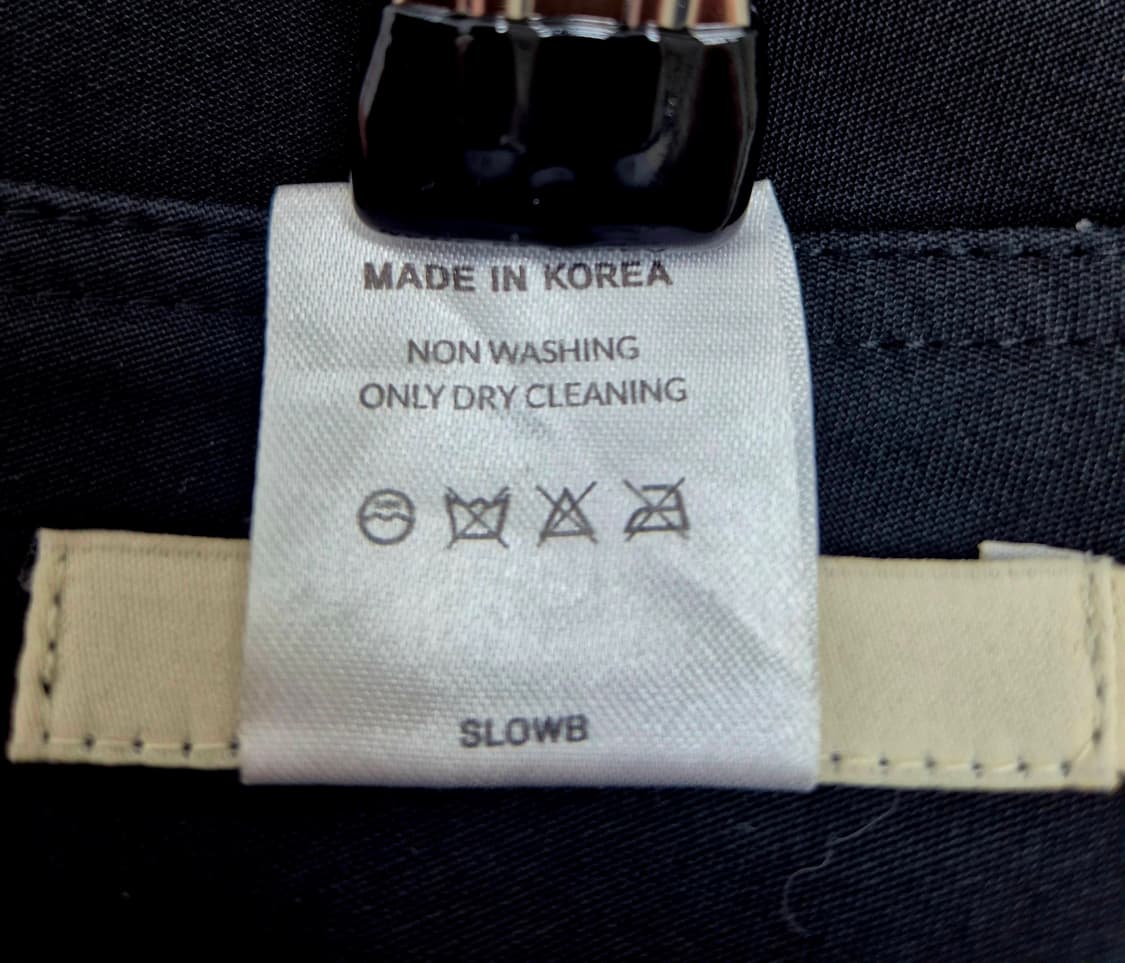 MADE IN KOREA
NON WASHING
ONLY DRY CLEANING
SLOWB